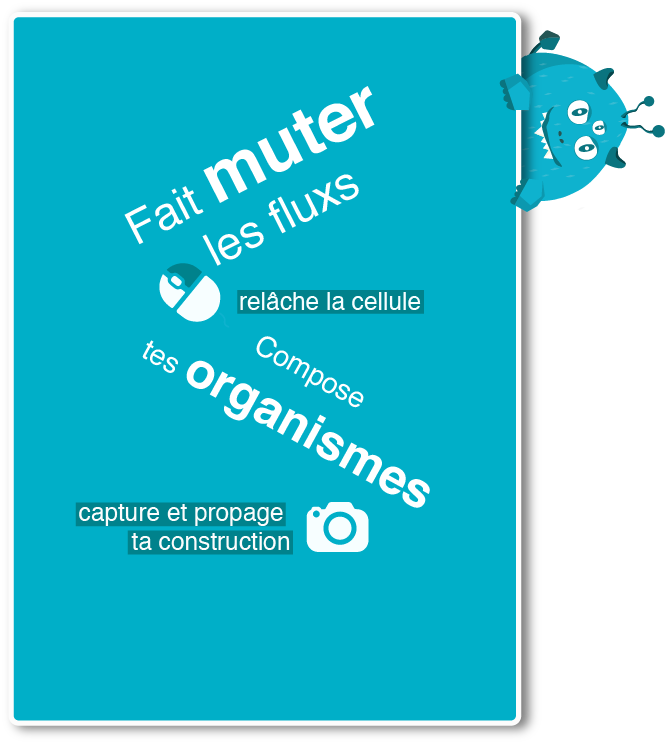 Fait muter
les fluxs
relâche la cellule
Compose
tes organismes
capture et propage
ta construction